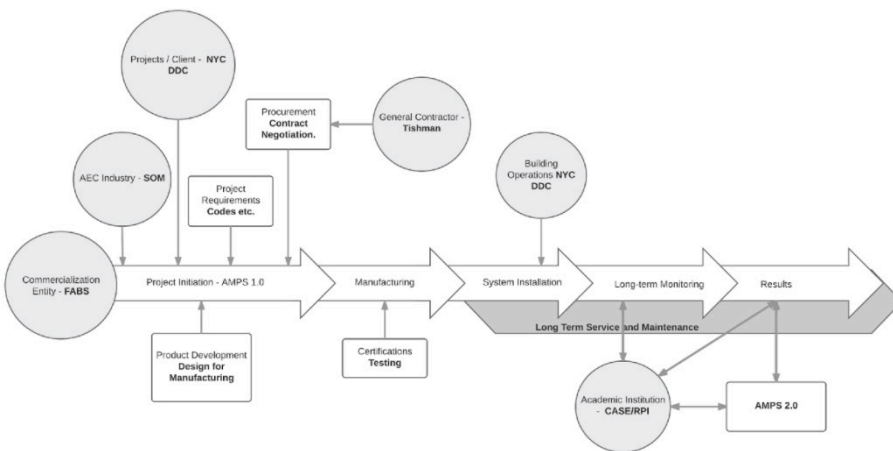 Projects / Client - NYC
DDC
Procurement
Contract
Negotiation.
General Contractor -
Tishman
AEC Industry - SOM
Project
Requirements
Codes etc.
Building
Operations NYC
DDC
Commercialization
Entity - FABS
Project Initiation - AMPS 1.0
Manufacturing
System Installation
Long-term Monitoring
Results
Long Term Service and Maintenance
Product Development
Design for
Manufacturing
Certifications
Testing
Academic Institution
- CASE/RPI
AMPS 2.0